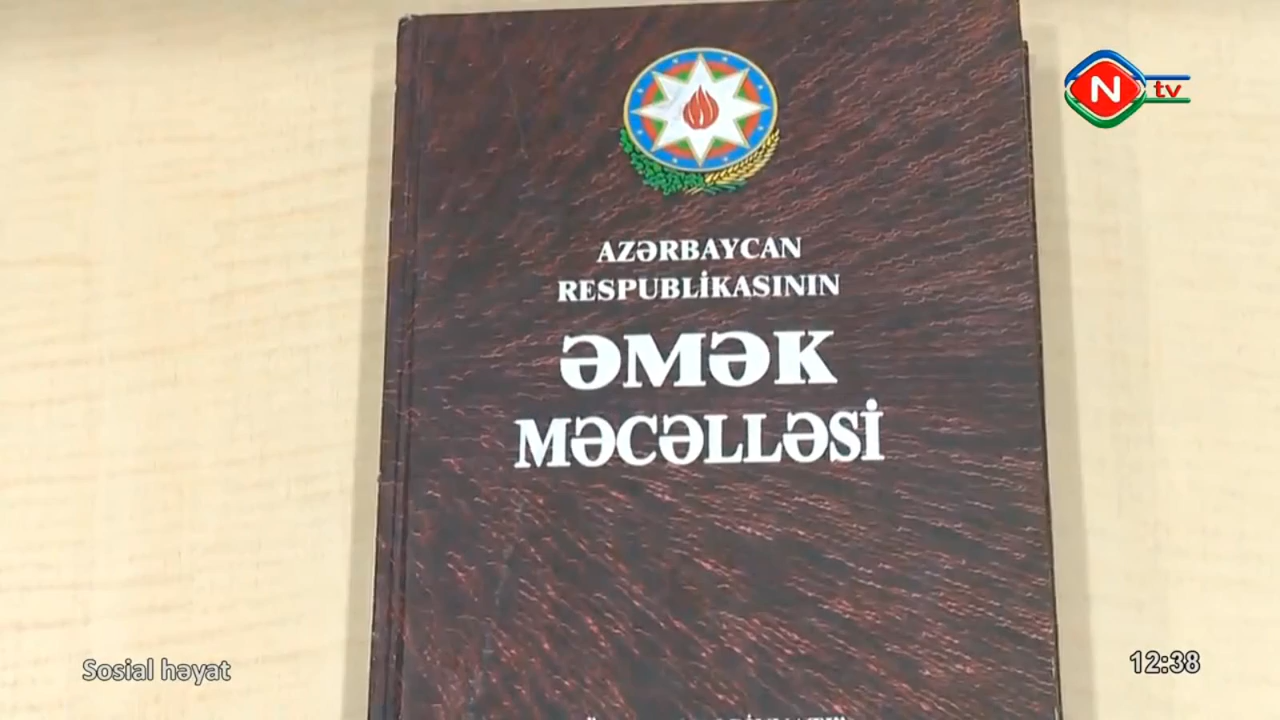 N tv
AZƏRBAYCAN
RESPUBLİKASININ
ƏMƏK
MƏCƏLLƏSİ
Sosial həyat
12:38